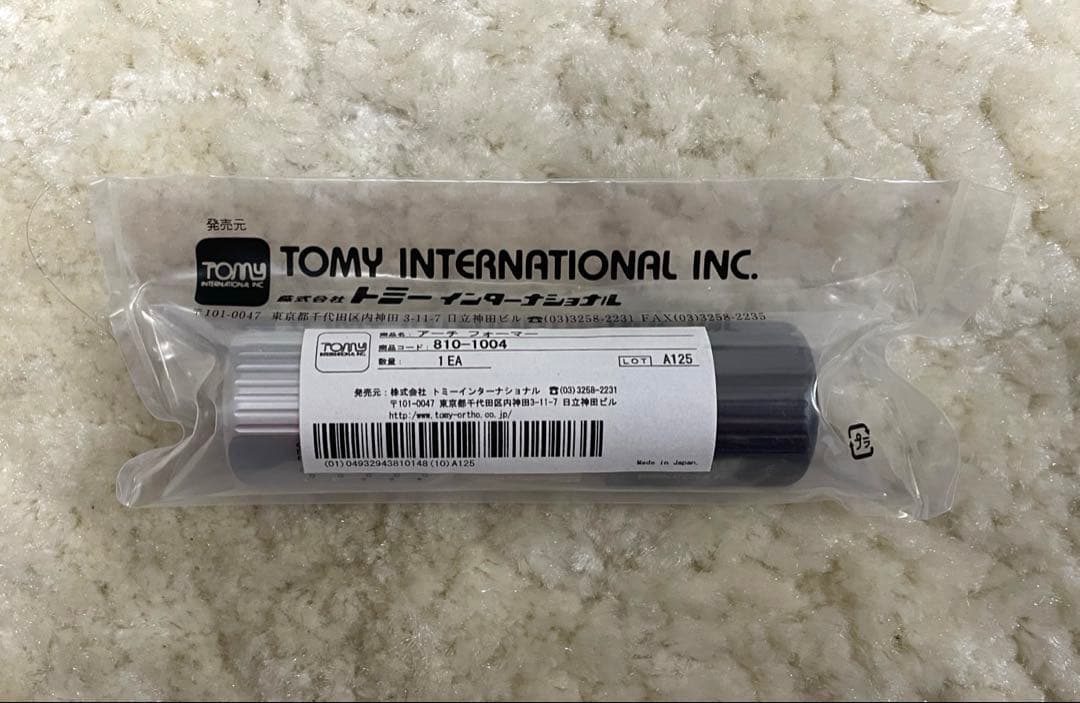 発売元
TOMY
INTERNATIONAL INC.
TOMY INTERNATIONAL INC.
株式会社 トミーインターナショナル
〒101-0047 東京都千代田区内神田 3-11-7 日立神田ビル ☎(03)3258-2231 FAX(03)3258-2235
TOMY
INTERNATIONAL INC.
商品名: アーチ フォーマー
商品コード: 810-1004
数量: 1EA
LOT A125
発売元:株式会社 トミーインターナショナル ☎(03)3258-2231
〒101-0047 東京都千代田区内神田3-11-7 日立神田ビル
http:/www.tomy-ortho.co.jp/
(01)04932943810148(10)A125
Made in Japan.
プラ